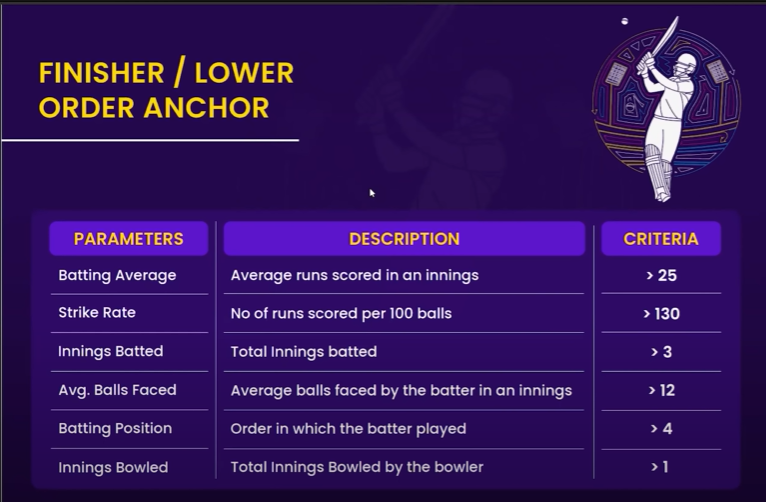 FINISHER / LOWER
ORDER ANCHOR
PARAMETERS DESCRIPTION CRITERIA
Batting Average Average runs scored in an innings > 25
Strike Rate No of runs scored per 100 balls > 130
Innings Batted Total Innings batted > 3
Avg. Balls Faced Average balls faced by the batter in an innings > 12
Batting Position Order in which the batter played > 4
Innings Bowled Total Innings Bowled by the bowler > 1